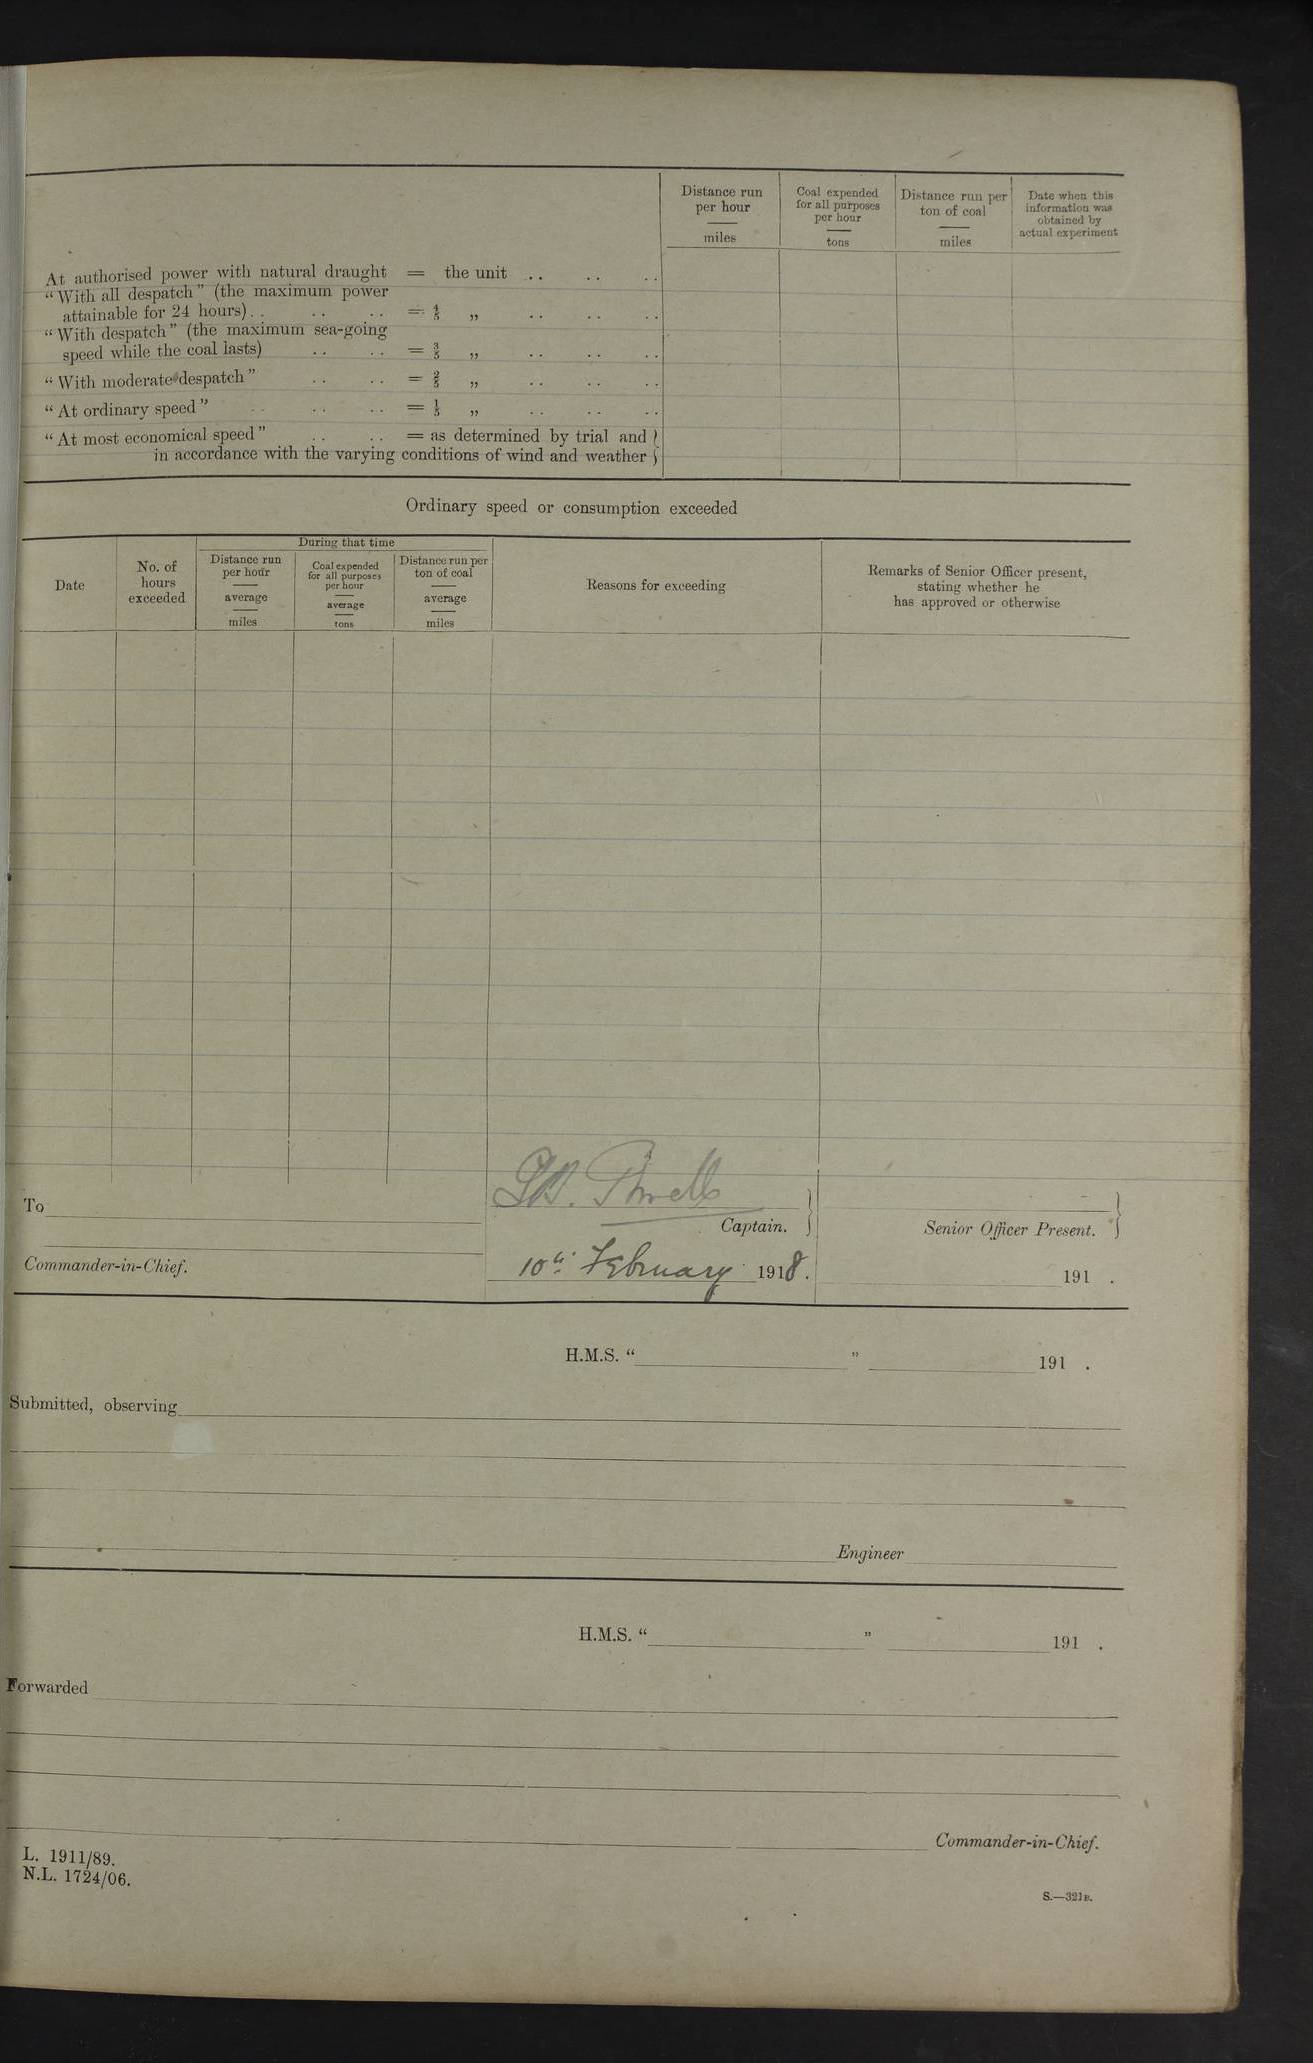 Distance run per hour
miles
Coal expended for all purposes per hour
tons
Distance run per ton of coal
miles
Date when this information was obtained by actual experiment
At authorised power with natural draught = the unit .. .. ..
“With all despatch” (the maximum power
attainable for 24 hours). . .. .. = 4/5 „ .. .. ..
“With despatch” (the maximum sea-going
speed while the coal lasts) .. .. = 3/5 „ .. .. ..
“With moderate despatch” .. .. = 2/5 „ .. .. ..
“At ordinary speed” .. .. .. = 1/5 „ .. .. ..
“At most economical speed” .. .. = as determined by trial and
in accordance with the varying conditions of wind and weather
Ordinary speed or consumption exceeded
Date
No. of hours exceeded
During that time
Distance run per hour
average
miles
Coal expended for all purposes per hour
average
tons
Distance run per ton of coal
average
miles
Reasons for exceeding
Remarks of Senior Officer present, stating whether he has approved or otherwise
To
Captain.
Senior Officer Present.
Commander-in-Chief.
10th February 1918.
191 .
H.M.S. “ ” 191 .
Submitted, observing
Engineer
H.M.S. “ ” 191 .
Forwarded
Commander-in-Chief.
L. 1911/89.
N.L. 1724/06.
S.—321B.